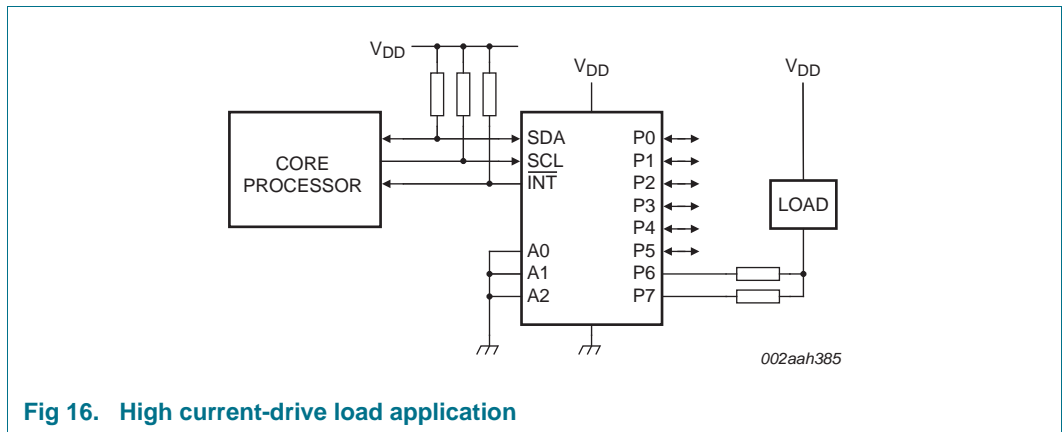 VDD
VDD
VDD
CORE
PROCESSOR
SDA
SCL
INT
A0
A1
A2
P0
P1
P2
P3
P4
P5
P6
P7
LOAD
002aah385
Fig 16. High current-drive load application